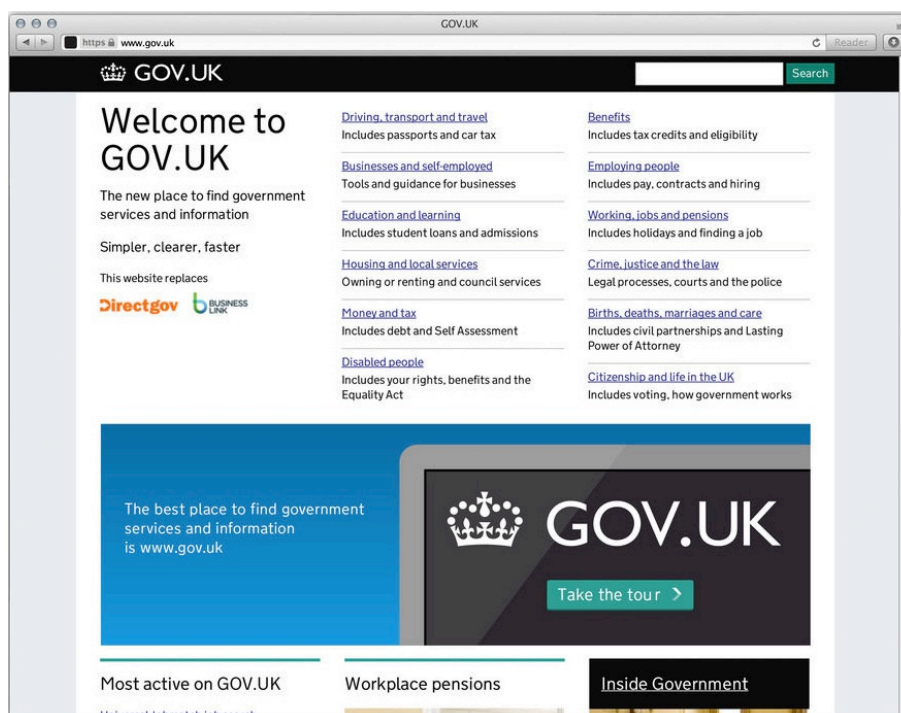 GOV.UK
https www.gov.uk
Reader
GOV.UK
Search
Welcome to
GOV.UK
The new place to find government
services and information
Simpler, clearer, faster
This website replaces
Directgov
BUSINESS
LINK
Driving, transport and travel
Includes passports and car tax
Businesses and self-employed
Tools and guidance for businesses
Education and learning
Includes student loans and admissions
Housing and local services
Owning or renting and council services
Money and tax
Includes debt and Self Assessment
Disabled people
Includes your rights, benefits and the
Equality Act
Benefits
Includes tax credits and eligibility
Employing people
Includes pay, contracts and hiring
Working, jobs and pensions
Includes holidays and finding a job
Crime, justice and the law
Legal processes, courts and the police
Births, deaths, marriages and care
Includes civil partnerships and Lasting
Power of Attorney
Citizenship and life in the UK
Includes voting, how government works
The best place to find government
services and information
is www.gov.uk
GOV.UK
Take the tour
Most active on GOV.UK
Workplace pensions
Inside Government